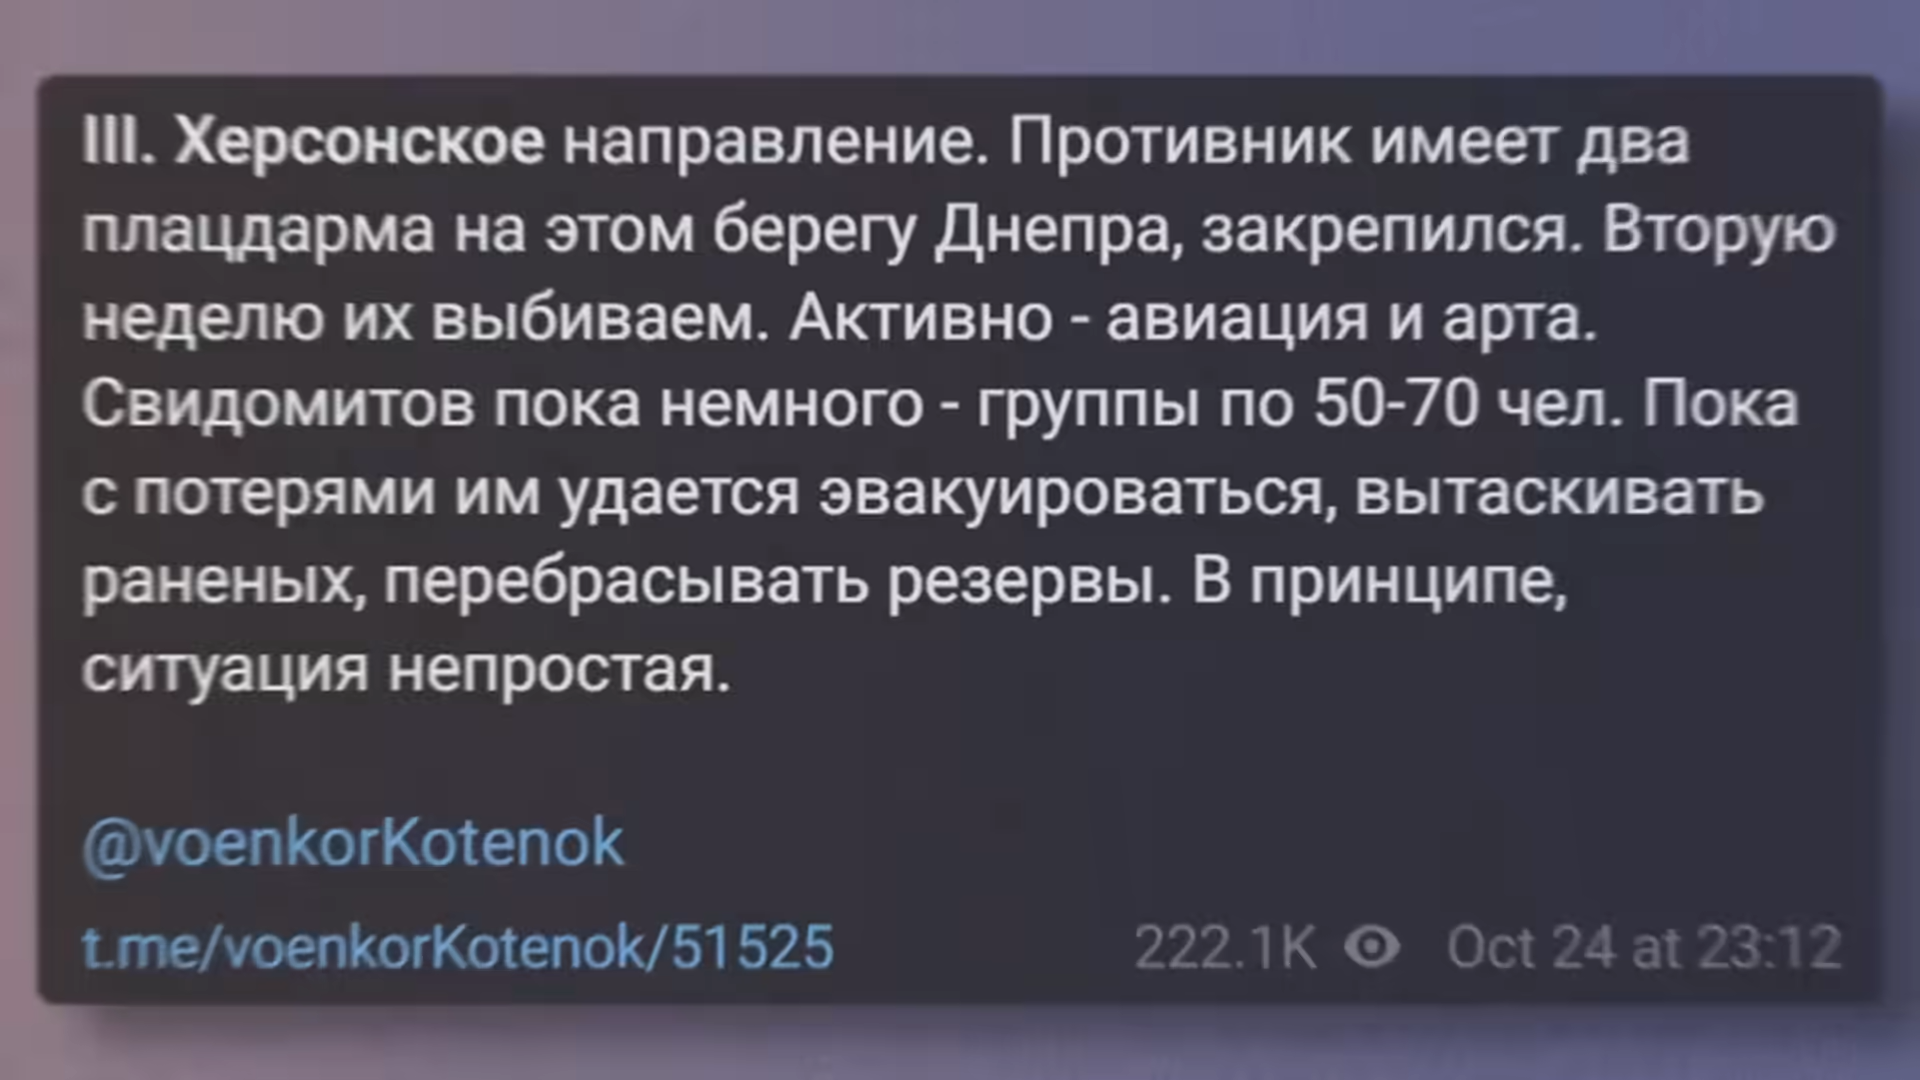 III. Херсонское направление. Противник имеет два
плацдарма на этом берегу Днепра, закрепился. Вторую
неделю их выбиваем. Активно - авиация и арта.
Свидомитов пока немного - группы по 50-70 чел. Пока
с потерями им удается эвакуироваться, вытаскивать
раненых, перебрасывать резервы. В принципе,
ситуация непростая.
@voenkorKotenok
t.me/voenkorKotenok/51525 222.1K Oct 24 at 23:12